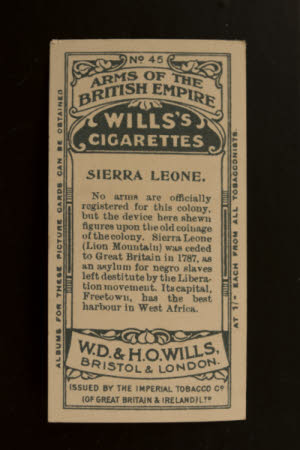 Nº 45
ARMS OF THE
BRITISH EMPIRE
WILLS'S
CIGARETTES
SIERRA LEONE.
No arms are officially
registered for this colony,
but the device here shewn
figures upon the old coinage
of the colony. Sierra Leone
(Lion Mountain) was ceded
to Great Britain in 1787, as
an asylum for negro slaves
left destitute by the Libera-
tion movement. Its capital,
Freetown, has the best
harbour in West Africa.
W.D. & H.O. WILLS,
BRISTOL & LONDON.
ISSUED BY THE IMPERIAL TOBACCO Cº
(OF GREAT BRITAIN & IRELAND) LTD
ALBUMS FOR THESE PICTURE CARDS CAN BE OBTAINED
AT 1/- EACH FROM ALL TOBACCONISTS.